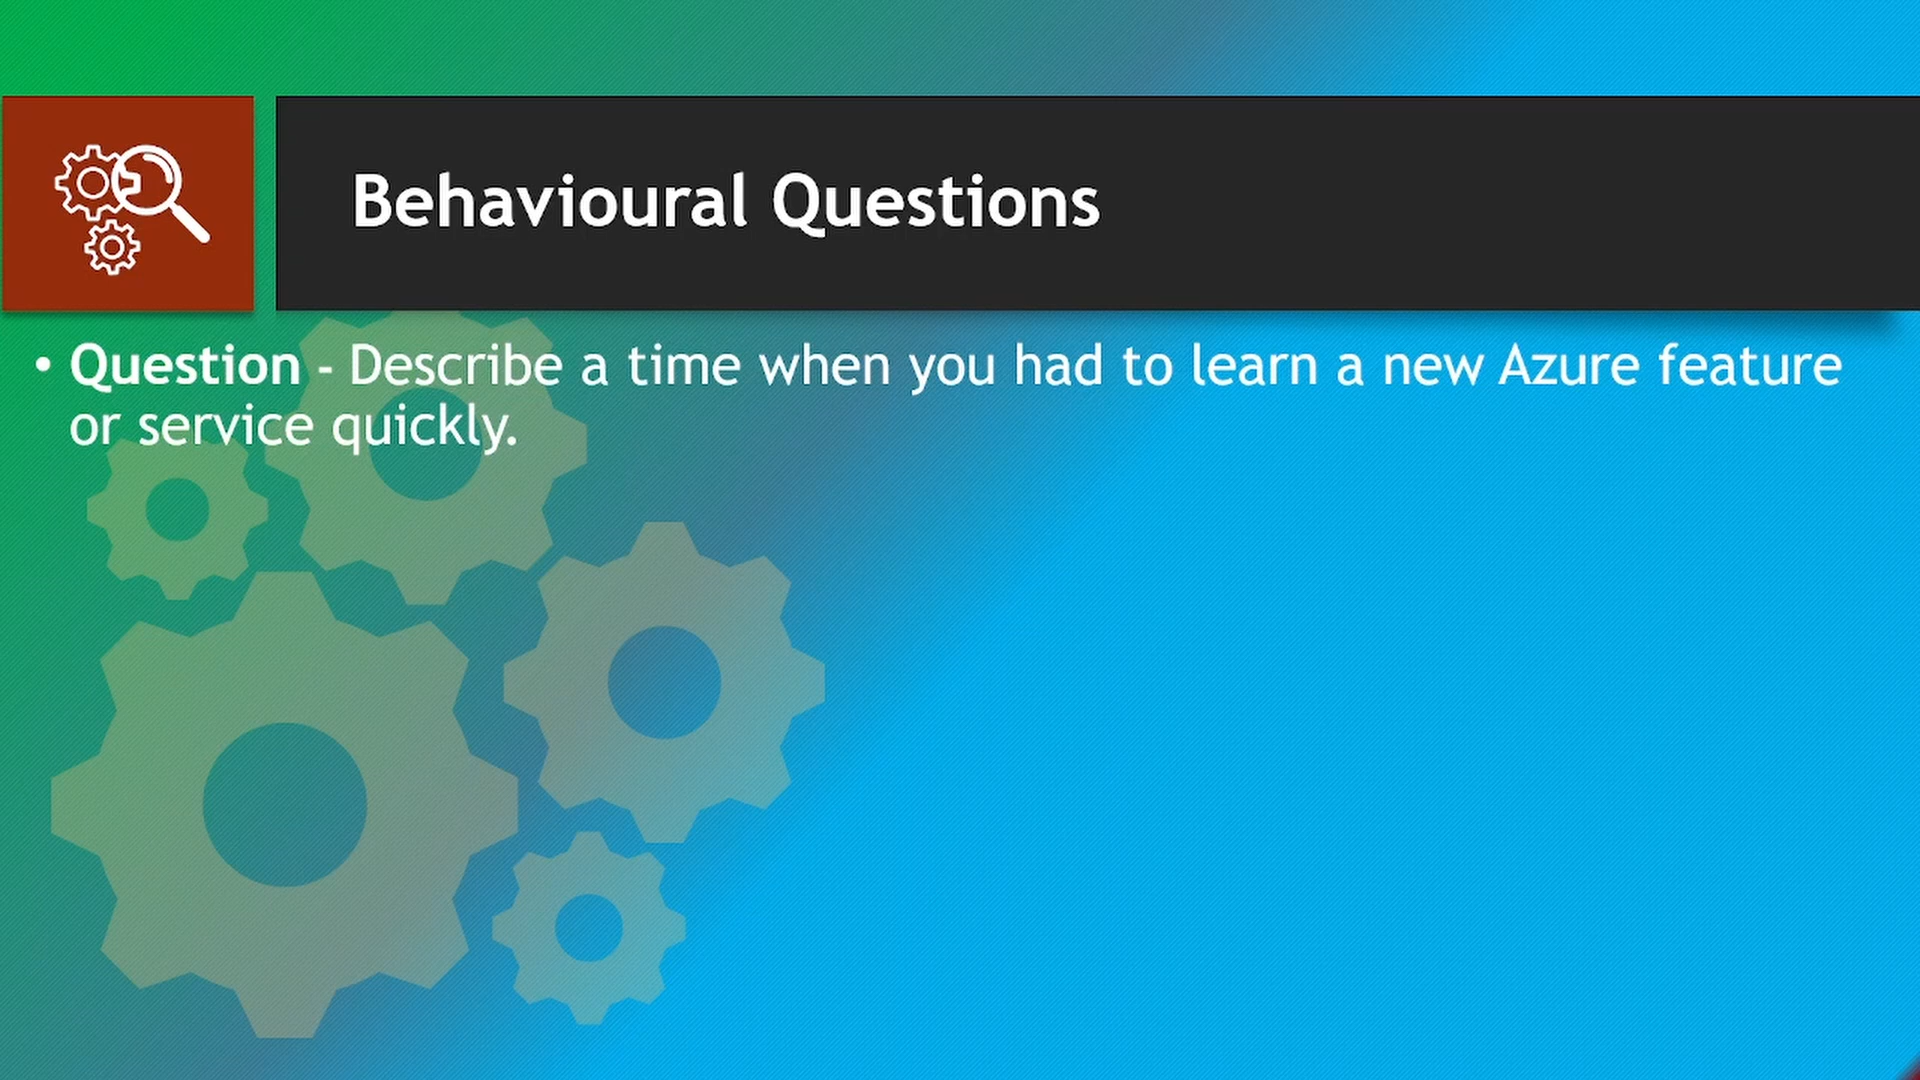 Behavioural Questions
• Question - Describe a time when you had to learn a new Azure feature
or service quickly.